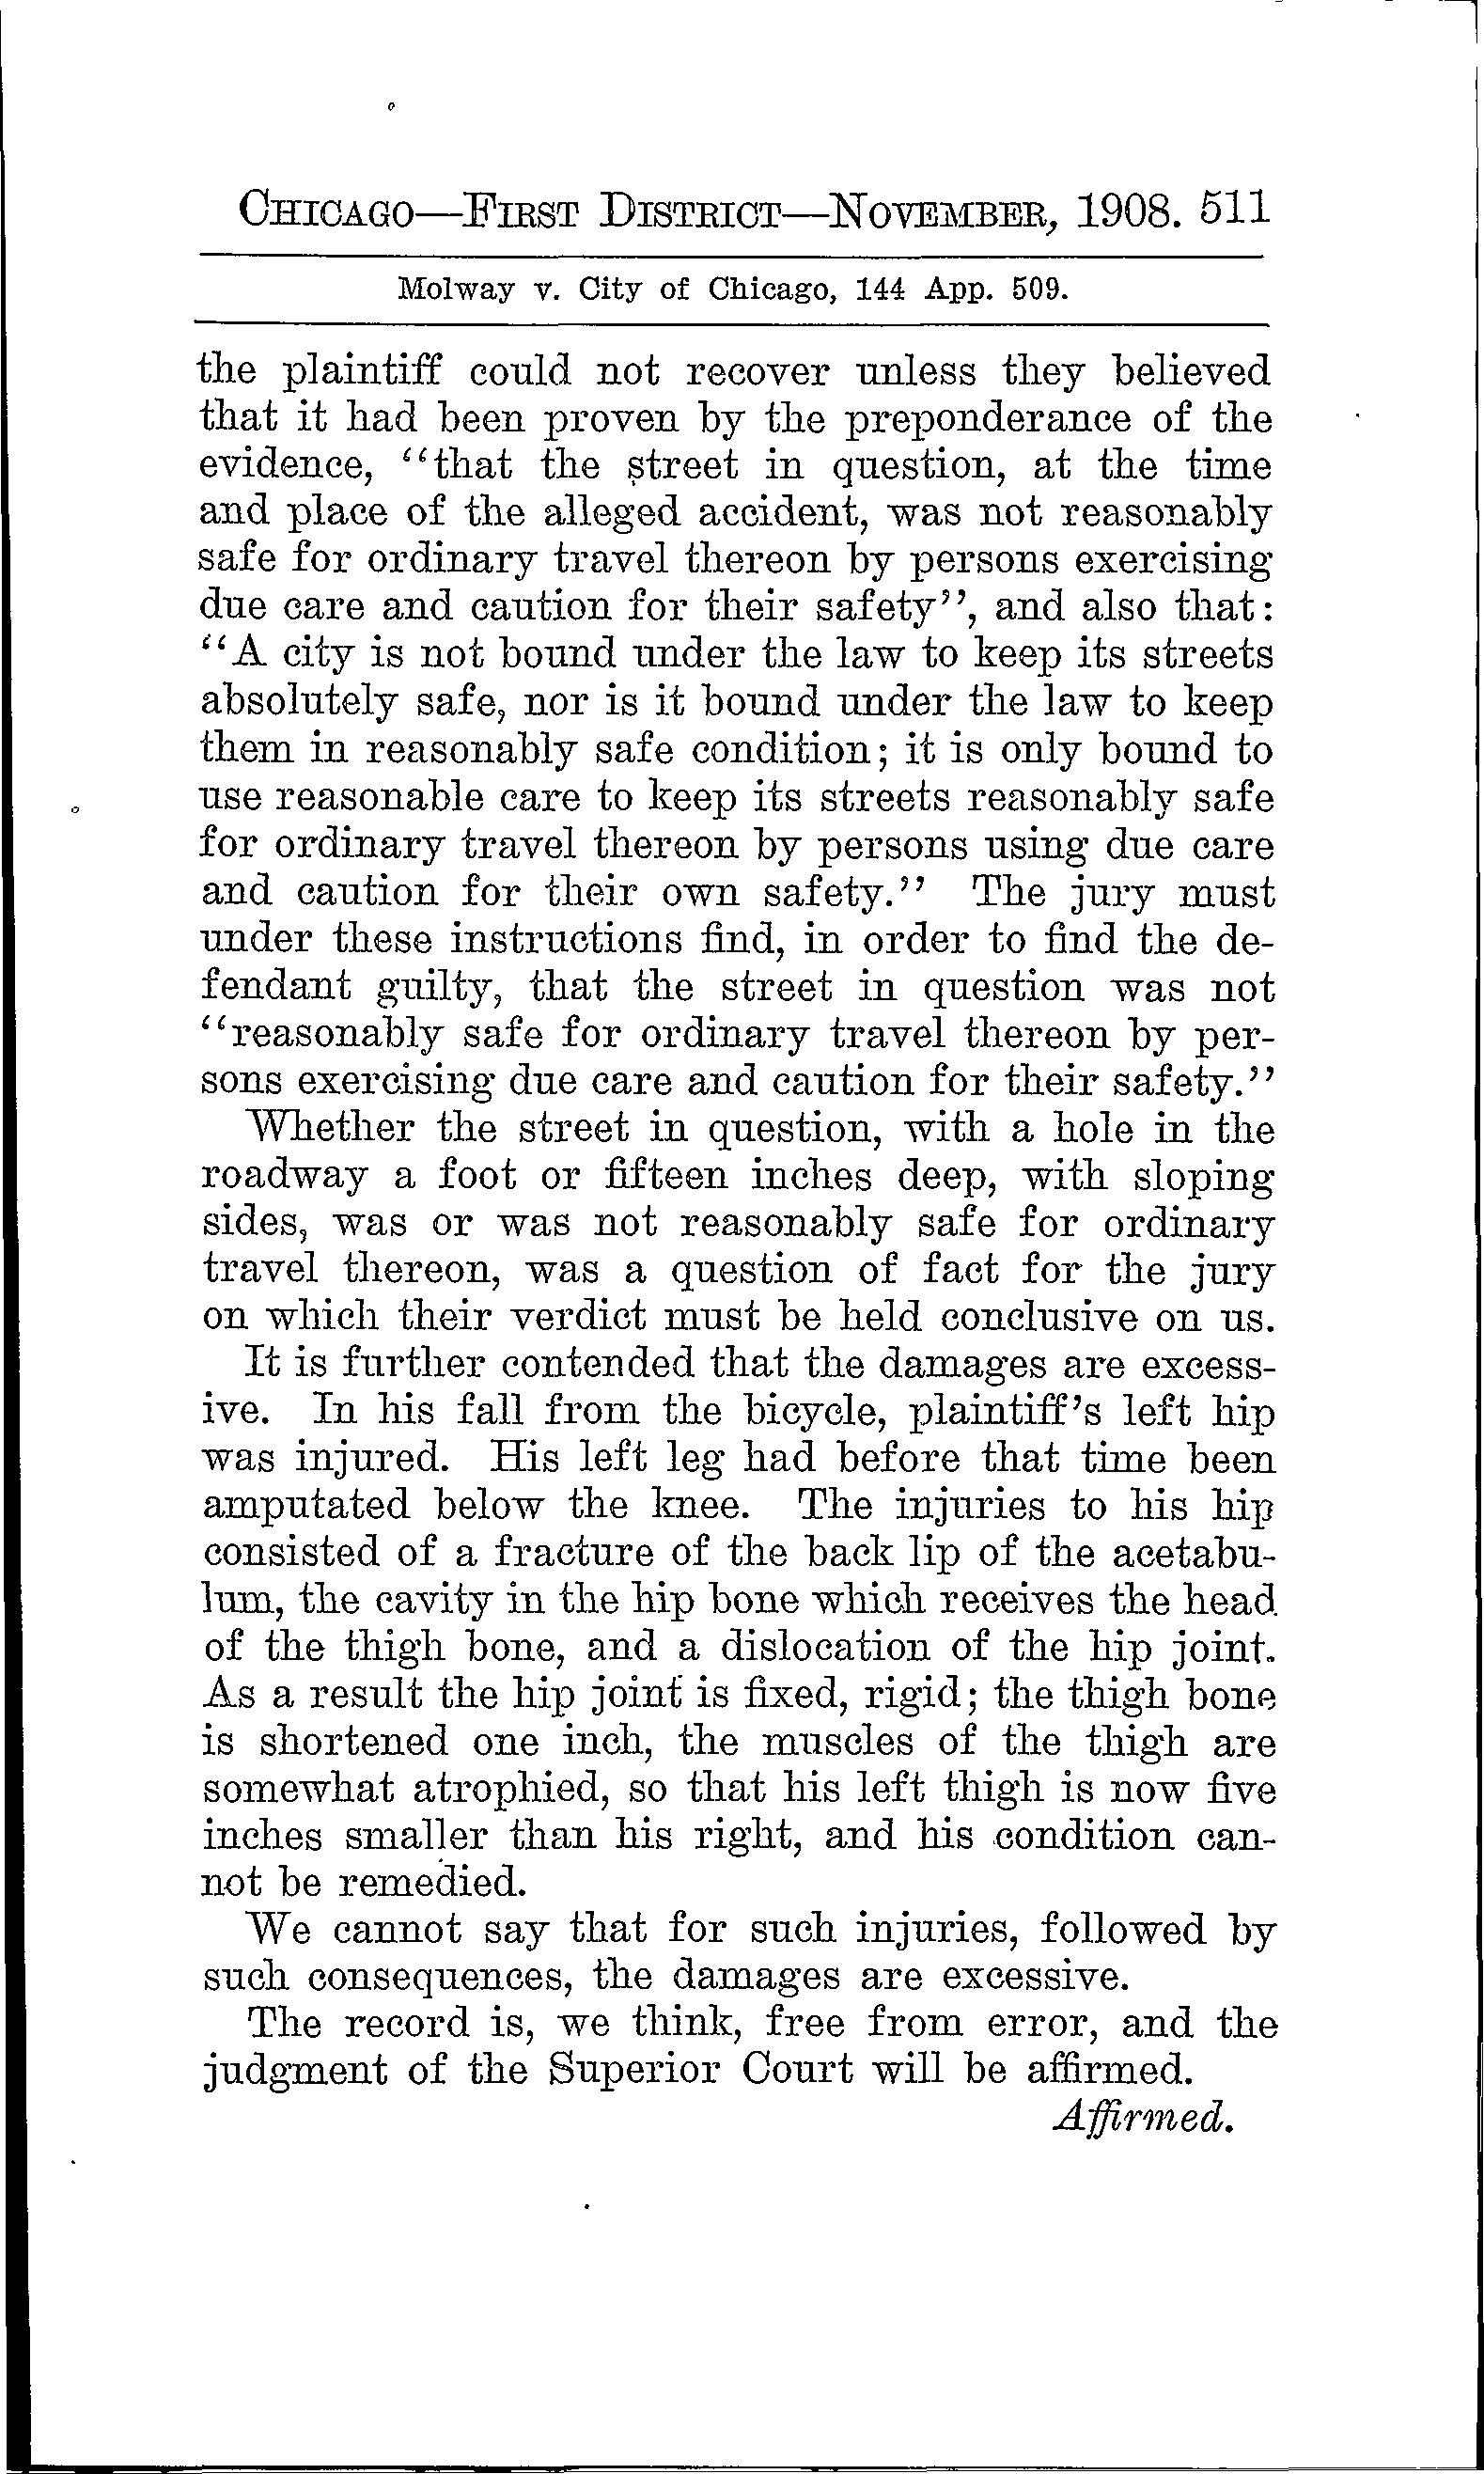 CHICAGO—FIRST DISTRICT—NOVEMBER, 1908. 511
Molway v. City of Chicago, 144 App. 509.
the plaintiff could not recover unless they believed
that it had been proven by the preponderance of the
evidence, "that the street in question, at the time
and place of the alleged accident, was not reasonably
safe for ordinary travel thereon by persons exercising
due care and caution for their safety", and also that:
"A city is not bound under the law to keep its streets
absolutely safe, nor is it bound under the law to keep
them in reasonably safe condition; it is only bound to
use reasonable care to keep its streets reasonably safe
for ordinary travel thereon by persons using due care
and caution for their own safety." The jury must
under these instructions find, in order to find the de-
fendant guilty, that the street in question was not
"reasonably safe for ordinary travel thereon by per-
sons exercising due care and caution for their safety."
Whether the street in question, with a hole in the
roadway a foot or fifteen inches deep, with sloping
sides, was or was not reasonably safe for ordinary
travel thereon, was a question of fact for the jury
on which their verdict must be held conclusive on us.
It is further contended that the damages are excess-
ive. In his fall from the bicycle, plaintiff's left hip
was injured. His left leg had before that time been
amputated below the knee. The injuries to his hip
consisted of a fracture of the back lip of the acetabu-
lum, the cavity in the hip bone which receives the head
of the thigh bone, and a dislocation of the hip joint.
As a result the hip joint is fixed, rigid; the thigh bone
is shortened one inch, the muscles of the thigh are
somewhat atrophied, so that his left thigh is now five
inches smaller than his right, and his condition can-
not be remedied.
We cannot say that for such injuries, followed by
such consequences, the damages are excessive.
The record is, we think, free from error, and the
judgment of the Superior Court will be affirmed.
Affirmed.